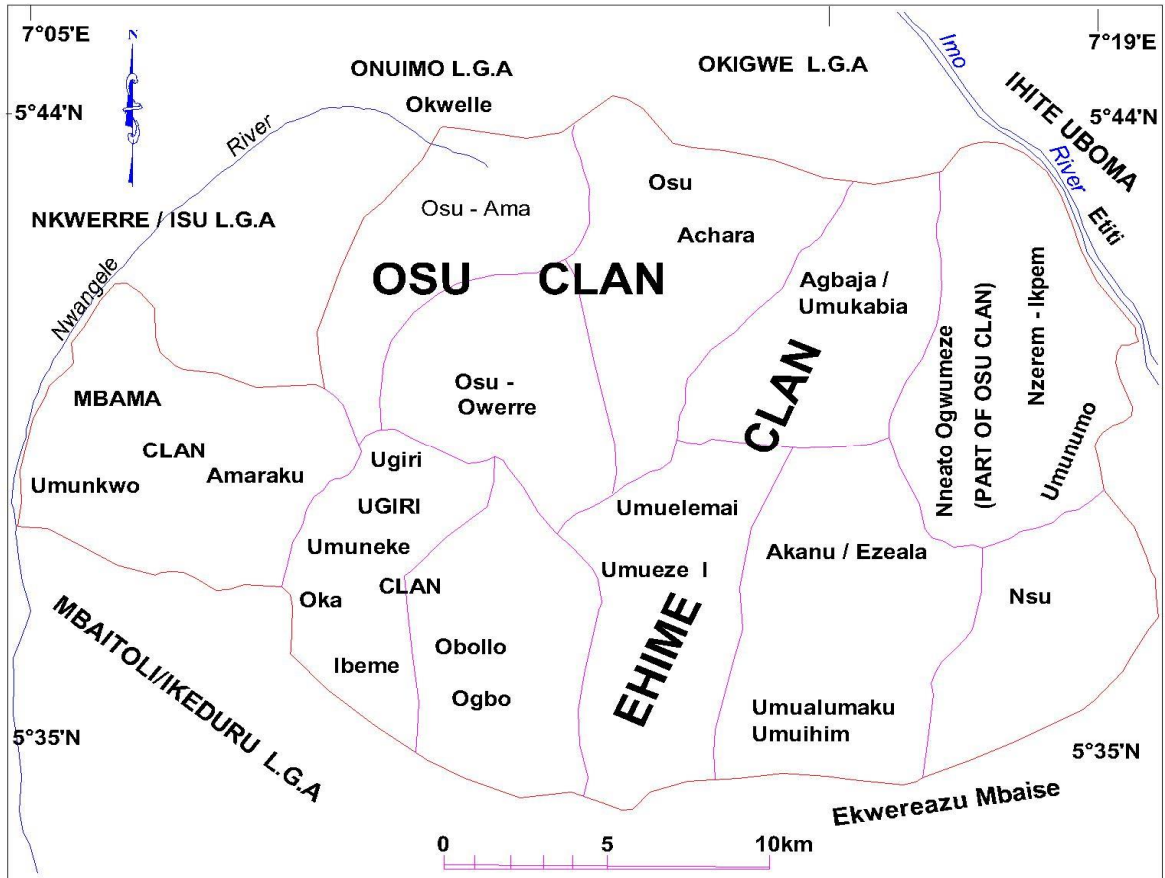 7°05'E
7°19'E
N
5°44'N
5°44'N
ONUIMO L.G.A
Okwelle
OKIGWE L.G.A
Imo
River
IHITE UBOMA
Etiti
River
Nwangele
NKWERRE / ISU L.G.A
Osu - Ama
Osu
Achara
OSU CLAN
Agbaja /
Umukabia
Nneato Ogwumeze
(PART OF OSU CLAN)
Nzerem - Ikpem
Umunumo
MBAMA
CLAN
Umunkwo
Amaraku
Osu -
Owerre
Ugiri
UGIRI
Umuneke
CLAN
Oka
Ibeme
Obollo
Ogbo
Umuelemai
Umueze I
EHIME CLAN
Akanu / Ezeala
Nsu
Umualumaku
Umuihim
MBAITOLI/IKEDURU L.G.A
5°35'N
5°35'N
Ekwereazu Mbaise
0 5 10km